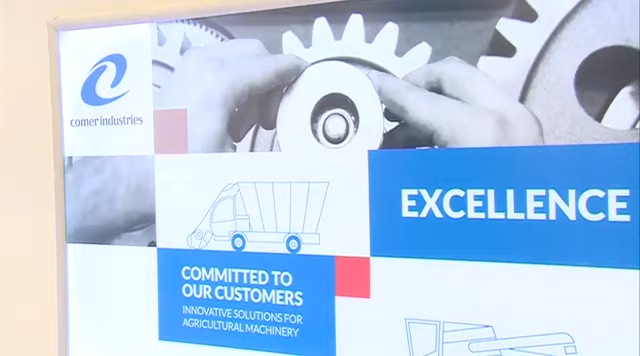 comer industries
EXCELLENCE
COMMITTED TO
OUR CUSTOMERS
INNOVATIVE SOLUTIONS FOR
AGRICULTURAL MACHINERY